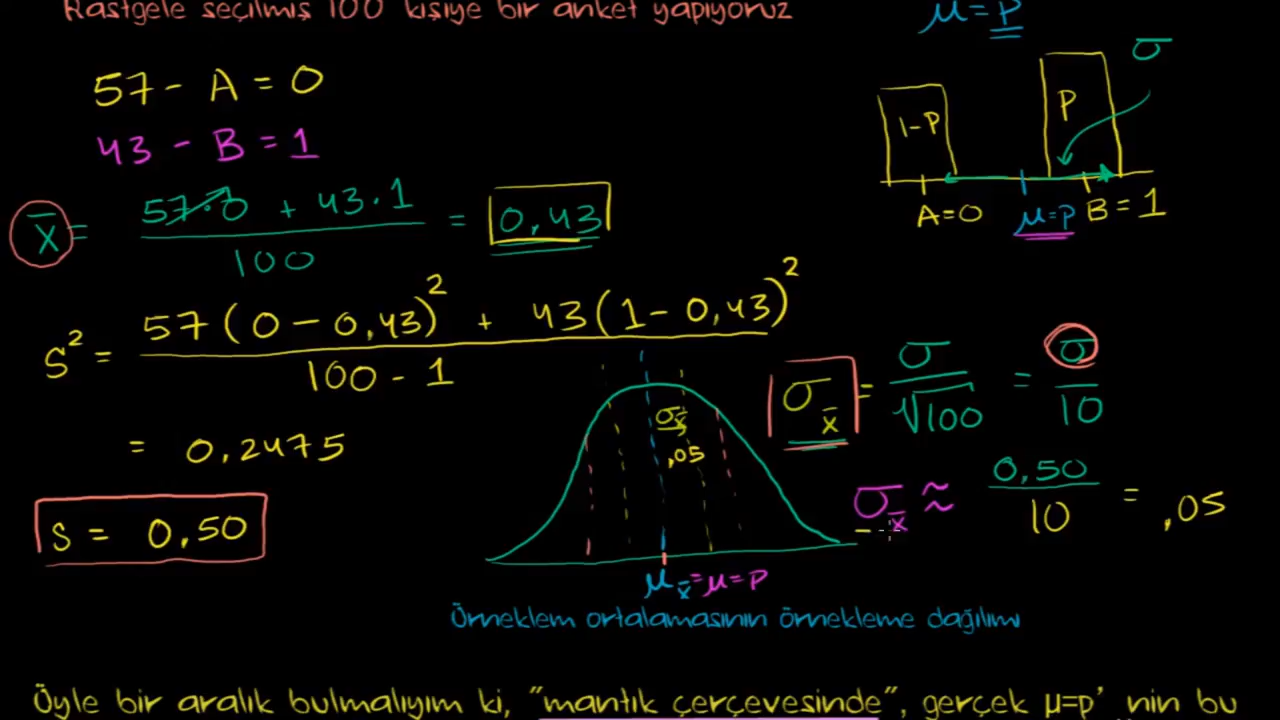 Rastgele seçilmiş 100 kişiye bir anket yapıyoruz
μ = p
57 - A = 0
43 - B = 1
σ
1-P
P
A=0 μ=p B = 1
x̄ = (57·0 + 43·1) / 100 = 0,43
S² = (57(0 - 0,43)² + 43(1 - 0,43)²) / (100 - 1)
= 0,2475
S = 0,50
σx̄ = σ / √100 = σ / 10
σx̄ ≈ 0,50 / 10 = ,05
σx̄
,05
μx̄ = μ = p
Örneklem ortalamasının örnekleme dağılımı
Öyle bir aralık bulmalıyım ki, "mantık çerçevesinde", gerçek μ=p' nin bu